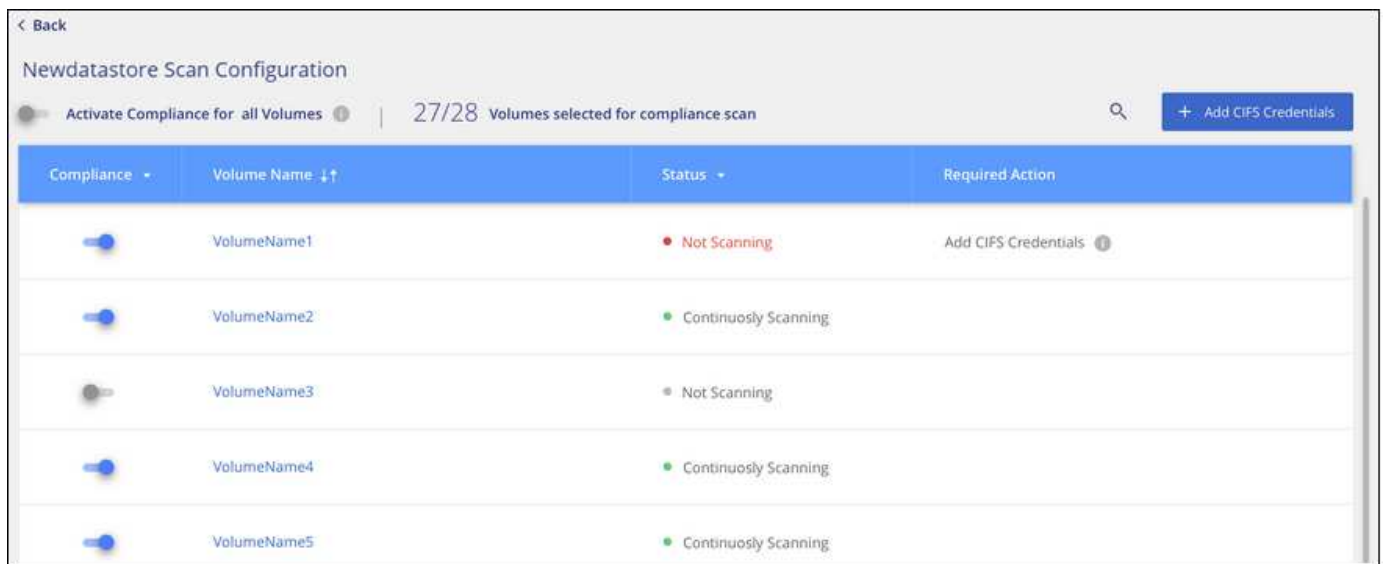 < Back
Newdatastore Scan Configuration
Activate Compliance for all Volumes | 27/28 Volumes selected for compliance scan + Add CIFS Credentials
Compliance Volume Name Status Required Action
VolumeName1 Not Scanning Add CIFS Credentials
VolumeName2 Continuosly Scanning
VolumeName3 Not Scanning
VolumeName4 Continuosly Scanning
VolumeName5 Continuosly Scanning